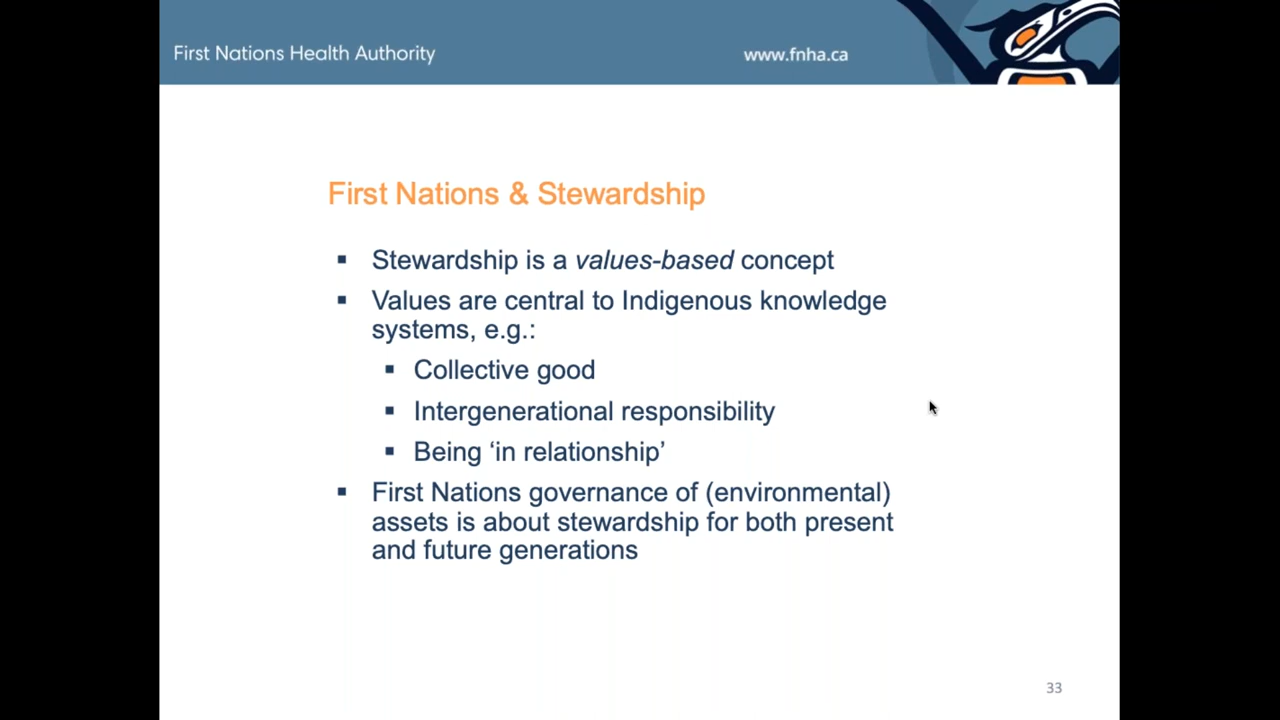 First Nations Health Authority
www.fnha.ca
First Nations & Stewardship
▪ Stewardship is a values-based concept
▪ Values are central to Indigenous knowledge
systems, e.g.:
▪ Collective good
▪ Intergenerational responsibility
▪ Being ‘in relationship’
▪ First Nations governance of (environmental)
assets is about stewardship for both present
and future generations
33